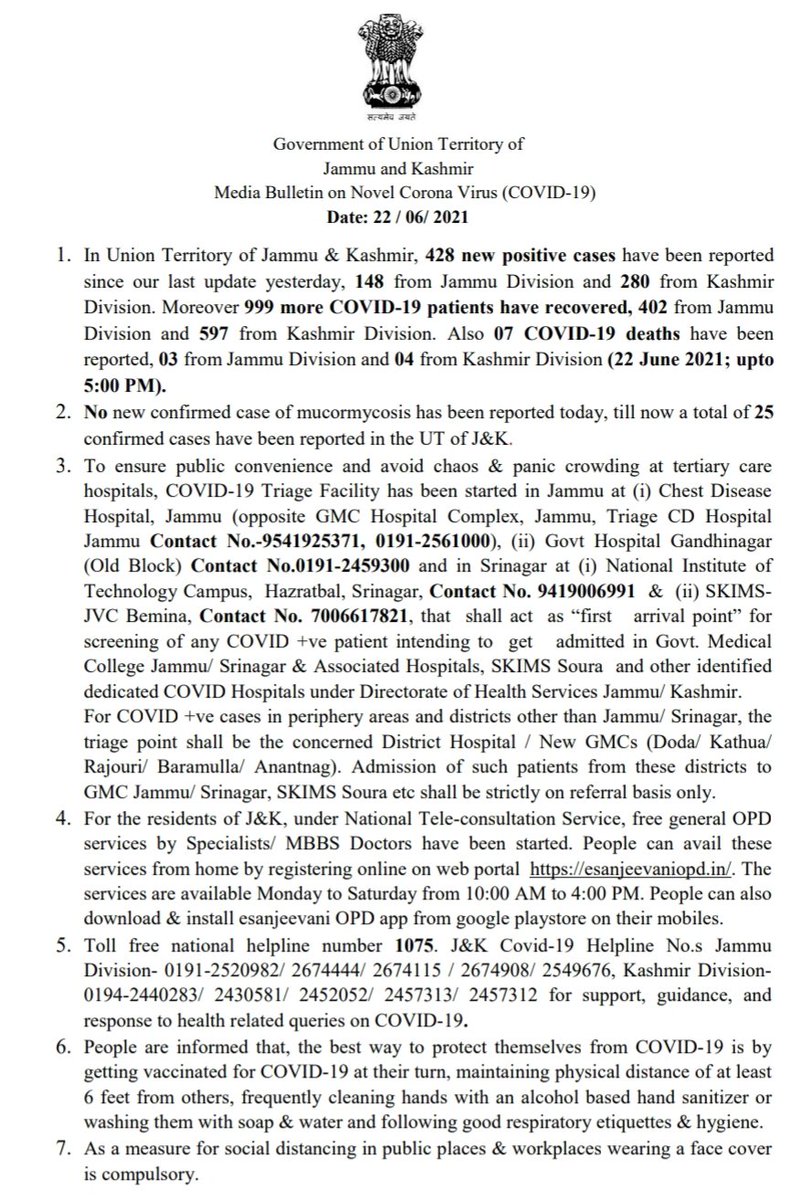 सत्यमेव जयते
Government of Union Territory of
Jammu and Kashmir
Media Bulletin on Novel Corona Virus (COVID-19)
Date: 22 / 06/ 2021
1. In Union Territory of Jammu & Kashmir, 428 new positive cases have been reported
since our last update yesterday, 148 from Jammu Division and 280 from Kashmir
Division. Moreover 999 more COVID-19 patients have recovered, 402 from Jammu
Division and 597 from Kashmir Division. Also 07 COVID-19 deaths have been
reported, 03 from Jammu Division and 04 from Kashmir Division (22 June 2021; upto
5:00 PM).
2. No new confirmed case of mucormycosis has been reported today, till now a total of 25
confirmed cases have been reported in the UT of J&K.
3. To ensure public convenience and avoid chaos & panic crowding at tertiary care
hospitals, COVID-19 Triage Facility has been started in Jammu at (i) Chest Disease
Hospital, Jammu (opposite GMC Hospital Complex, Jammu, Triage CD Hospital
Jammu Contact No.-9541925371, 0191-2561000), (ii) Govt Hospital Gandhinagar
(Old Block) Contact No.0191-2459300 and in Srinagar at (i) National Institute of
Technology Campus, Hazratbal, Srinagar, Contact No. 9419006991 & (ii) SKIMS-
JVC Bemina, Contact No. 7006617821, that shall act as “first arrival point” for
screening of any COVID +ve patient intending to get admitted in Govt. Medical
College Jammu/ Srinagar & Associated Hospitals, SKIMS Soura and other identified
dedicated COVID Hospitals under Directorate of Health Services Jammu/ Kashmir.
For COVID +ve cases in periphery areas and districts other than Jammu/ Srinagar, the
triage point shall be the concerned District Hospital / New GMCs (Doda/ Kathua/
Rajouri/ Baramulla/ Anantnag). Admission of such patients from these districts to
GMC Jammu/ Srinagar, SKIMS Soura etc shall be strictly on referral basis only.
4. For the residents of J&K, under National Tele-consultation Service, free general OPD
services by Specialists/ MBBS Doctors have been started. People can avail these
services from home by registering online on web portal https://esanjeevaniopd.in/. The
services are available Monday to Saturday from 10:00 AM to 4:00 PM. People can also
download & install esanjeevani OPD app from google playstore on their mobiles.
5. Toll free national helpline number 1075. J&K Covid-19 Helpline No.s Jammu
Division- 0191-2520982/ 2674444/ 2674115 / 2674908/ 2549676, Kashmir Division-
0194-2440283/ 2430581/ 2452052/ 2457313/ 2457312 for support, guidance, and
response to health related queries on COVID-19.
6. People are informed that, the best way to protect themselves from COVID-19 is by
getting vaccinated for COVID-19 at their turn, maintaining physical distance of at least
6 feet from others, frequently cleaning hands with an alcohol based hand sanitizer or
washing them with soap & water and following good respiratory etiquettes & hygiene.
7. As a measure for social distancing in public places & workplaces wearing a face cover
is compulsory.